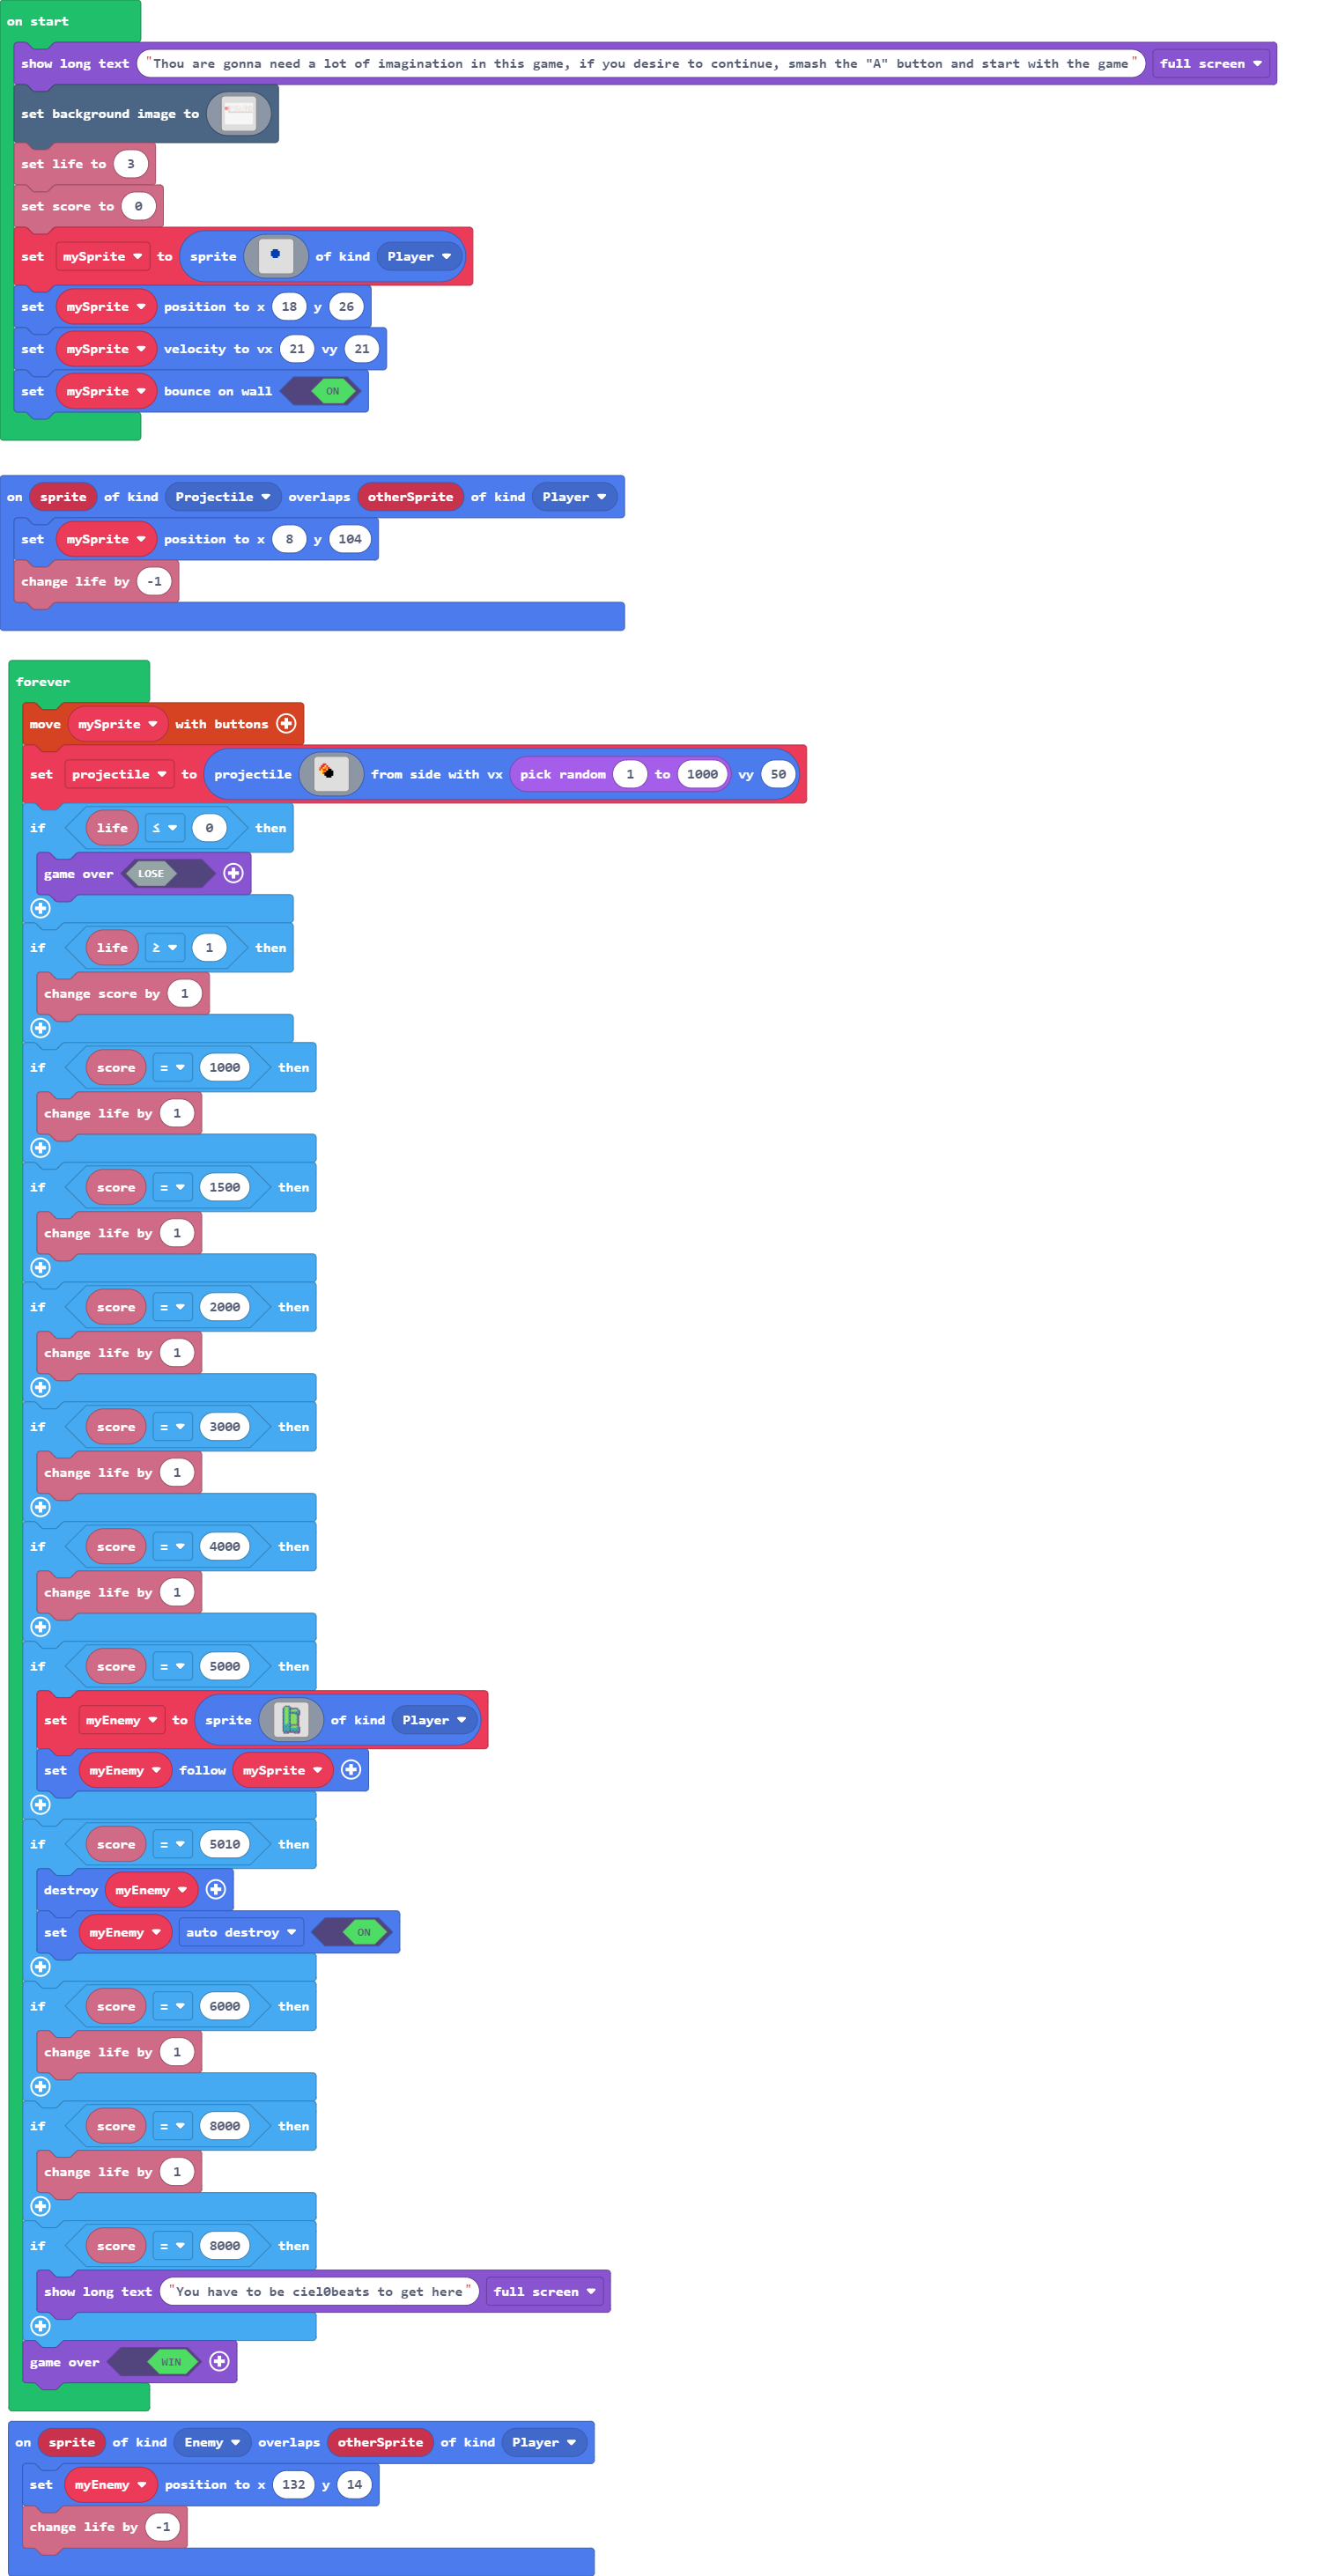 on start
show long text "Thou are gonna need a lot of imagination in this game, if you desire to continue, smash the "A" button and start with the game" full screen
set background image to
set life to 3
set score to 0
set mySprite to sprite of kind Player
set mySprite position to x 18 y 26
set mySprite velocity to vx 21 vy 21
set mySprite bounce on wall ON
on sprite of kind Projectile overlaps otherSprite of kind Player
set mySprite position to x 8 y 104
change life by -1
forever
move mySprite with buttons
set projectile to projectile from side with vx pick random 1 to 1000 vy 50
if life ≤ 0 then
game over LOSE
if life ≥ 1 then
change score by 1
if score = 1000 then
change life by 1
if score = 1500 then
change life by 1
if score = 2000 then
change life by 1
if score = 3000 then
change life by 1
if score = 4000 then
change life by 1
if score = 5000 then
set myEnemy to sprite of kind Player
set myEnemy follow mySprite
if score = 5010 then
destroy myEnemy
set myEnemy auto destroy ON
if score = 6000 then
change life by 1
if score = 8000 then
change life by 1
if score = 8000 then
show long text "You have to be ciel0beats to get here" full screen
game over WIN
on sprite of kind Enemy overlaps otherSprite of kind Player
set myEnemy position to x 132 y 14
change life by -1